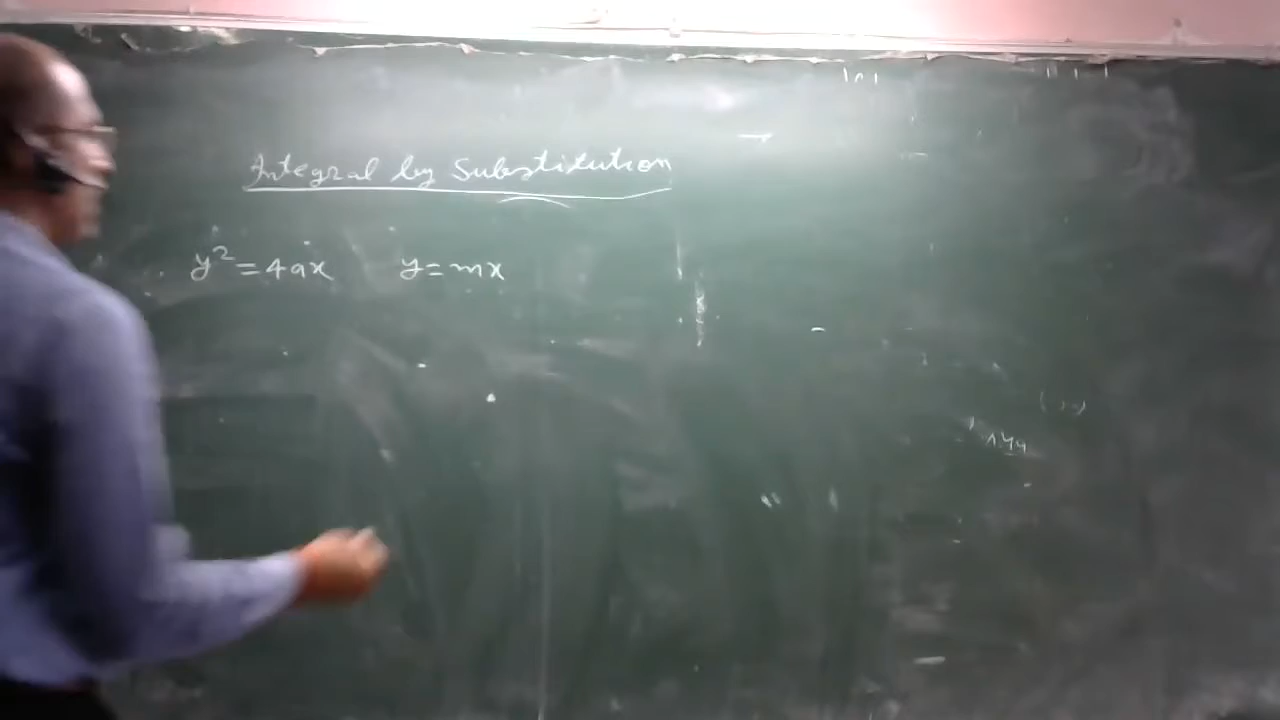 Integral by Substitution
y² = 4ax y = mx